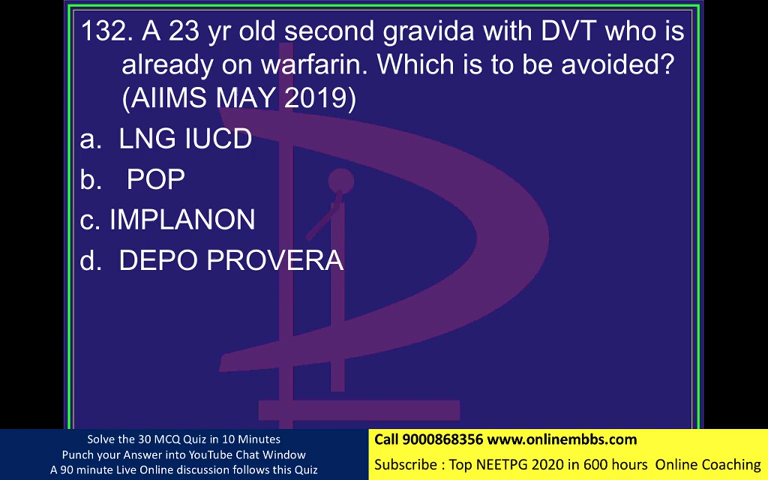 132. A 23 yr old second gravida with DVT who is
already on warfarin. Which is to be avoided?
(AIIMS MAY 2019)
a. LNG IUCD
b. POP
c. IMPLANON
d. DEPO PROVERA
Solve the 30 MCQ Quiz in 10 Minutes
Punch your Answer into YouTube Chat Window
A 90 minute Live Online discussion follows this Quiz
Call 9000868356 www.onlinembbs.com
Subscribe : Top NEETPG 2020 in 600 hours Online Coaching